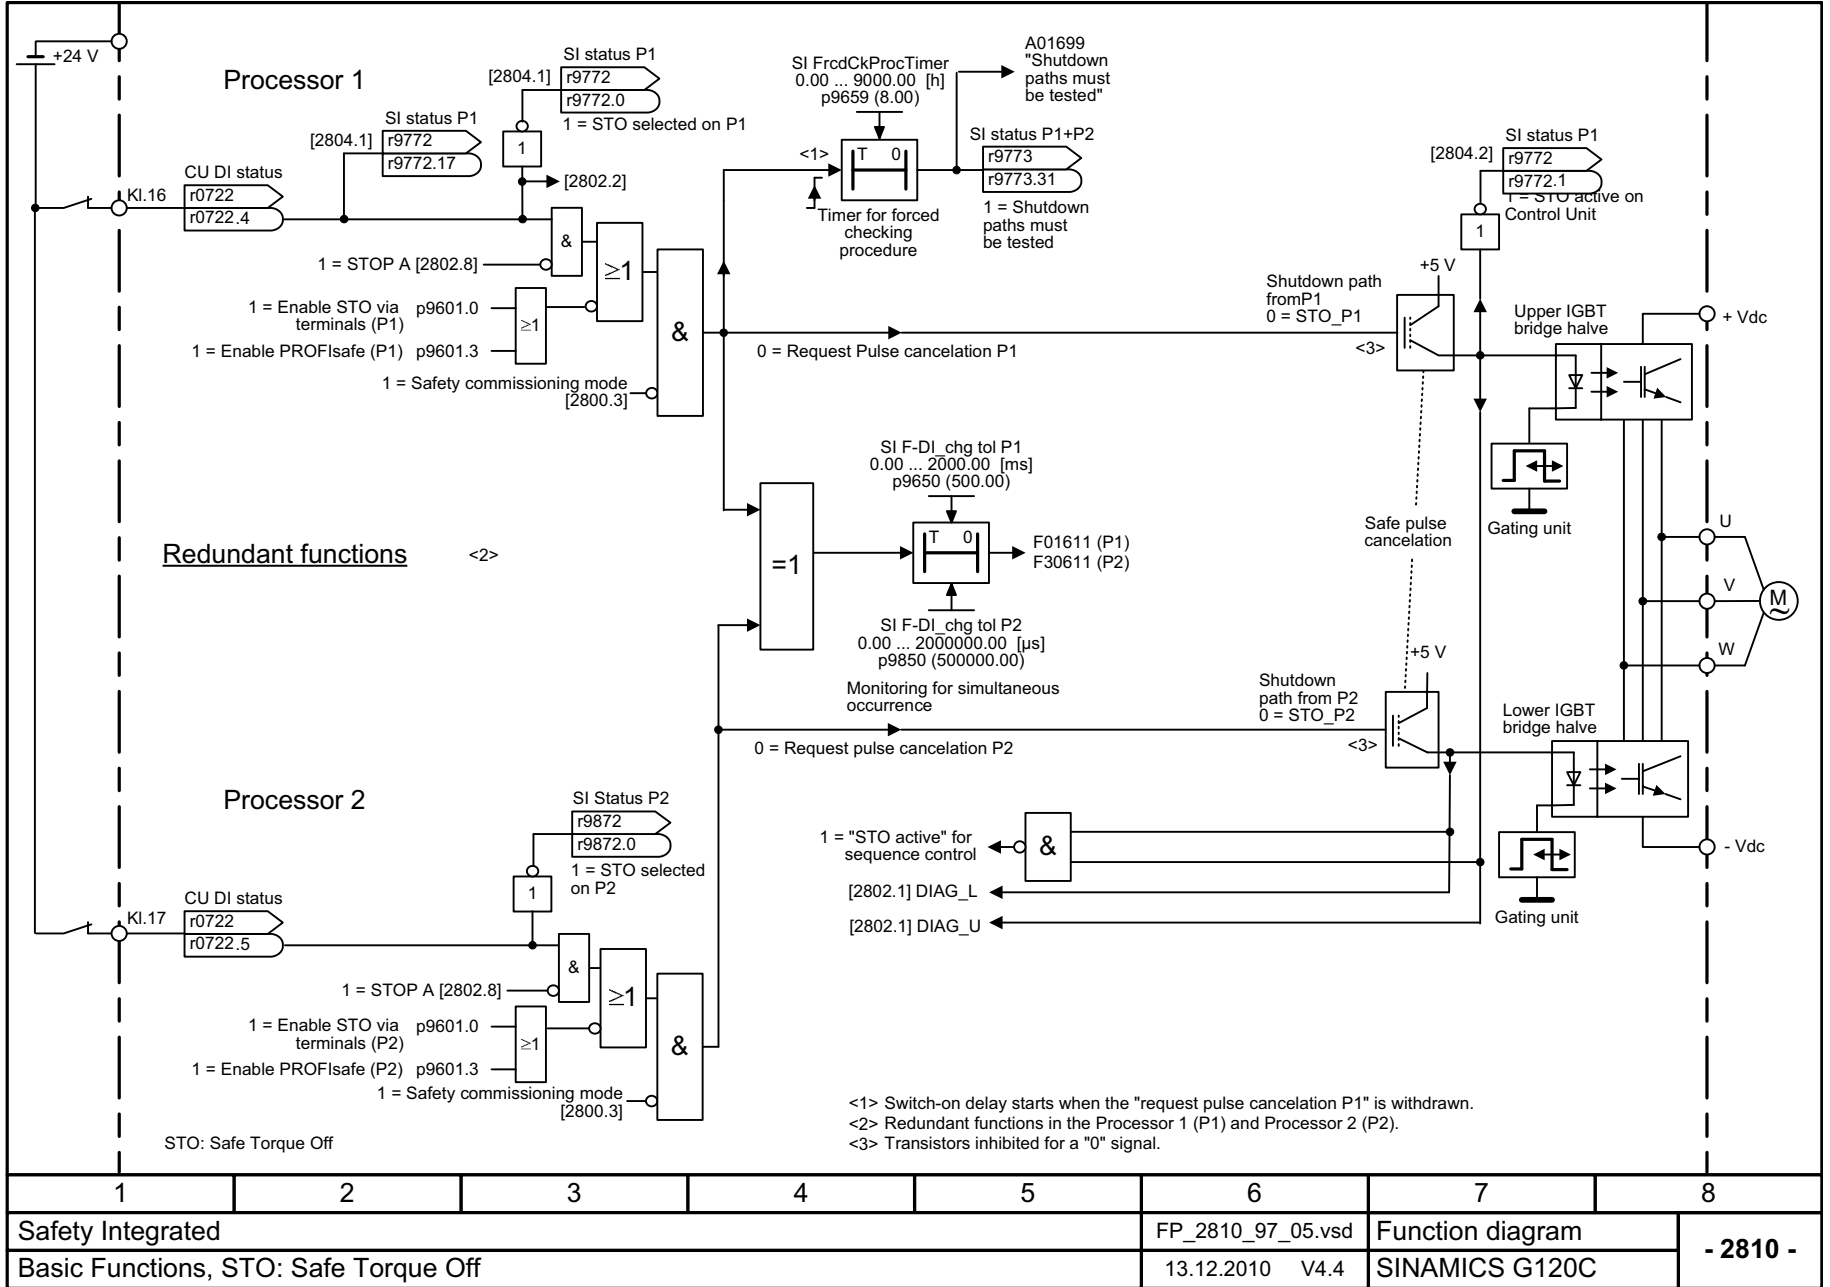 +24 V
Processor 1
[2804.1]
SI status P1
r9772
r9772.0
1 = STO selected on P1
[2804.1]
SI status P1
r9772
r9772.17
1
[2802.2]
Kl.16
CU DI status
r0722
r0722.4
&
1 = STOP A [2802.8]
≥1
1 = Enable STO via
terminals (P1)
p9601.0
≥1
1 = Enable PROFIsafe (P1)
p9601.3
&
1 = Safety commissioning mode
[2800.3]
SI FrcdCkProcTimer
0.00 ... 9000.00 [h]
p9659 (8.00)
<1>
T 0
Timer for forced
checking
procedure
A01699
"Shutdown
paths must
be tested"
SI status P1+P2
r9773
r9773.31
1 = Shutdown
paths must
be tested
0 = Request Pulse cancelation P1
Shutdown path
fromP1
0 = STO_P1
<3>
+5 V
[2804.2]
SI status P1
r9772
r9772.1
1 = STO active on
Control Unit
1
Upper IGBT
bridge halve
+ Vdc
Gating unit
Safe pulse
cancelation
U
V
W
M
~
Redundant functions
<2>
=1
SI F-DI_chg tol P1
0.00 ... 2000.00 [ms]
p9650 (500.00)
T 0
F01611 (P1)
F30611 (P2)
SI F-DI_chg tol P2
0.00 ... 2000000.00 [µs]
p9850 (500000.00)
Monitoring for simultaneous
occurrence
0 = Request pulse cancelation P2
Shutdown
path from P2
0 = STO_P2
<3>
+5 V
Lower IGBT
bridge halve
- Vdc
Gating unit
1 = "STO active" for
sequence control
&
[2802.1] DIAG_L
[2802.1] DIAG_U
Processor 2
SI Status P2
r9872
r9872.0
1 = STO selected
on P2
1
Kl.17
CU DI status
r0722
r0722.5
&
1 = STOP A [2802.8]
≥1
1 = Enable STO via
terminals (P2)
p9601.0
≥1
1 = Enable PROFIsafe (P2)
p9601.3
&
1 = Safety commissioning mode
[2800.3]
STO: Safe Torque Off
<1> Switch-on delay starts when the "request pulse cancelation P1" is withdrawn.
<2> Redundant functions in the Processor 1 (P1) and Processor 2 (P2).
<3> Transistors inhibited for a "0" signal.
1 2 3 4 5 6 7 8
Safety Integrated
FP_2810_97_05.vsd
Function diagram
- 2810 -
Basic Functions, STO: Safe Torque Off
13.12.2010 V4.4
SINAMICS G120C